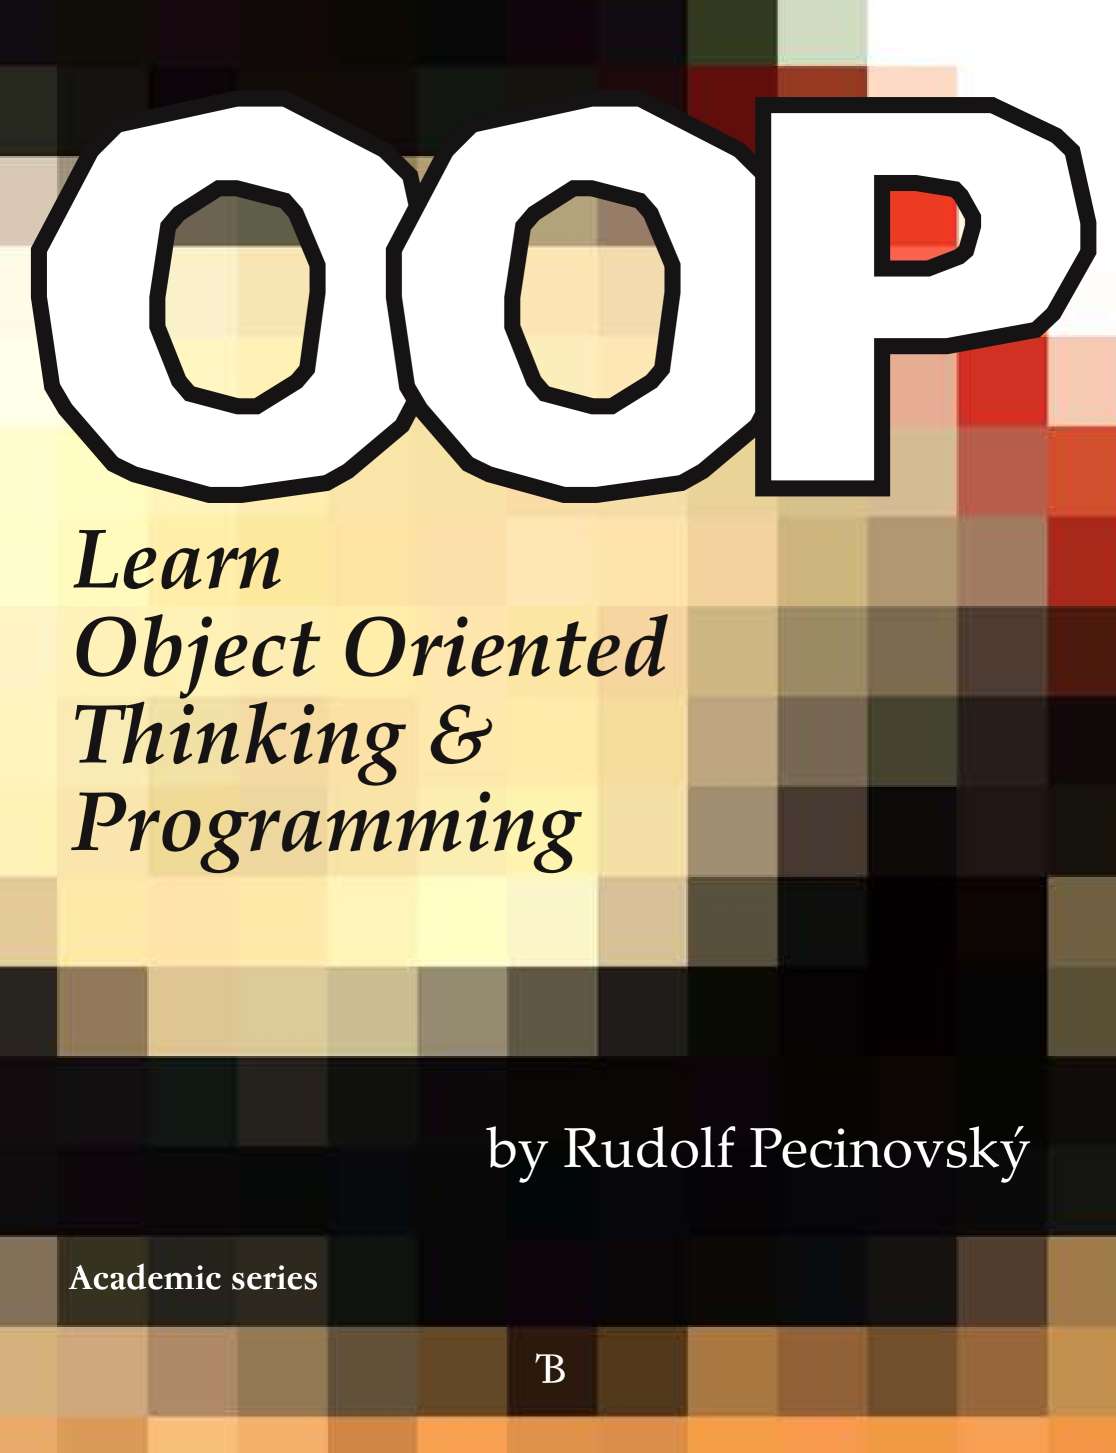 OOP
Learn
Object Oriented
Thinking &
Programming
by Rudolf Pecinovský
Academic series
B